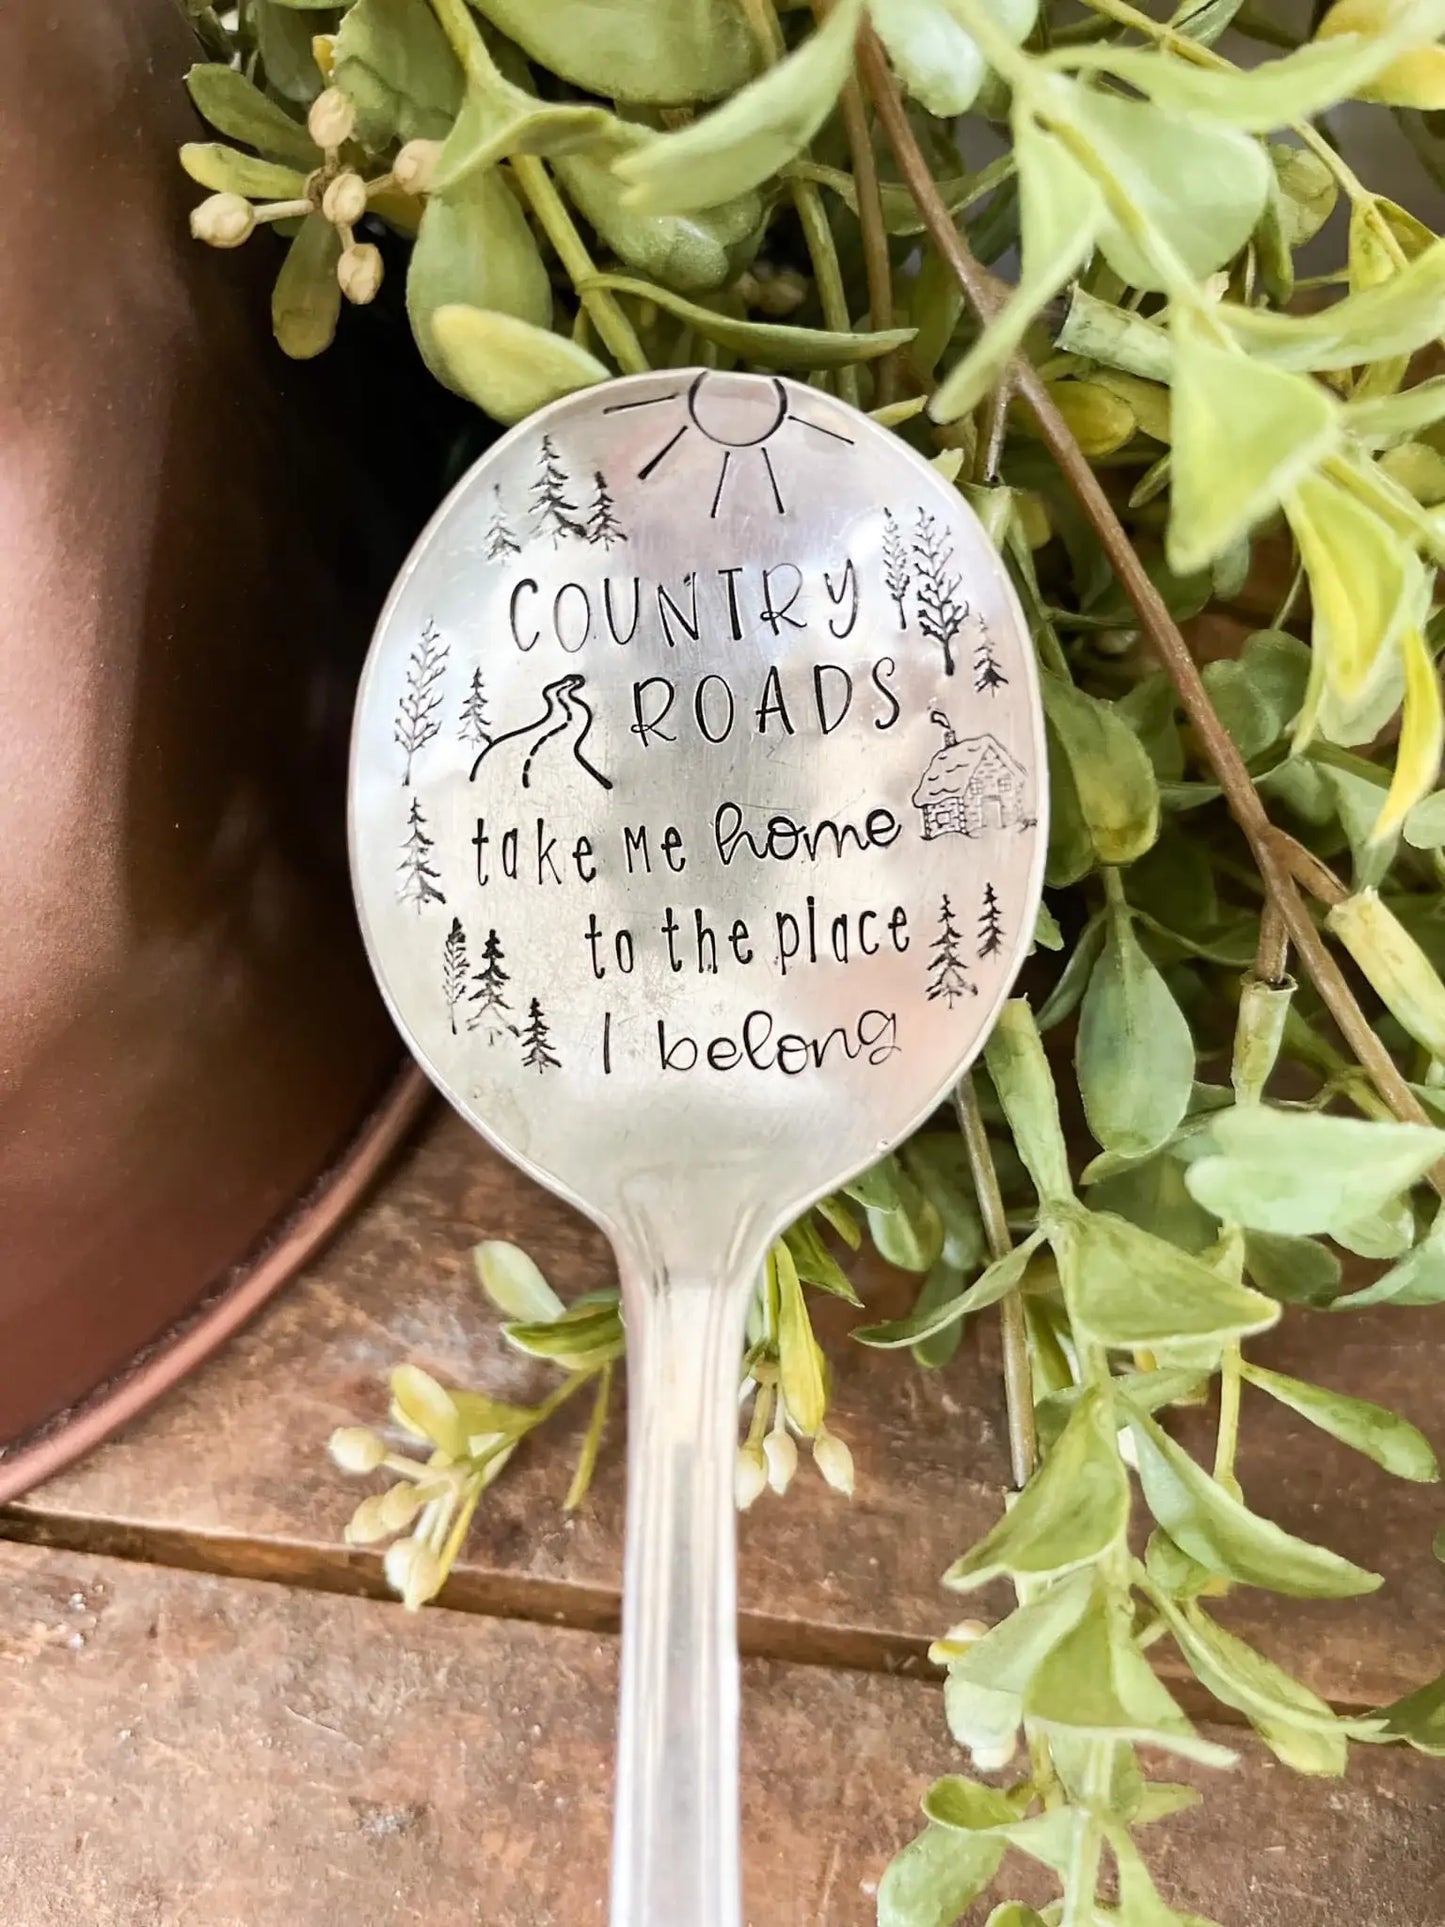 COUNTRY
ROADS
take Me home
to the place
I belong